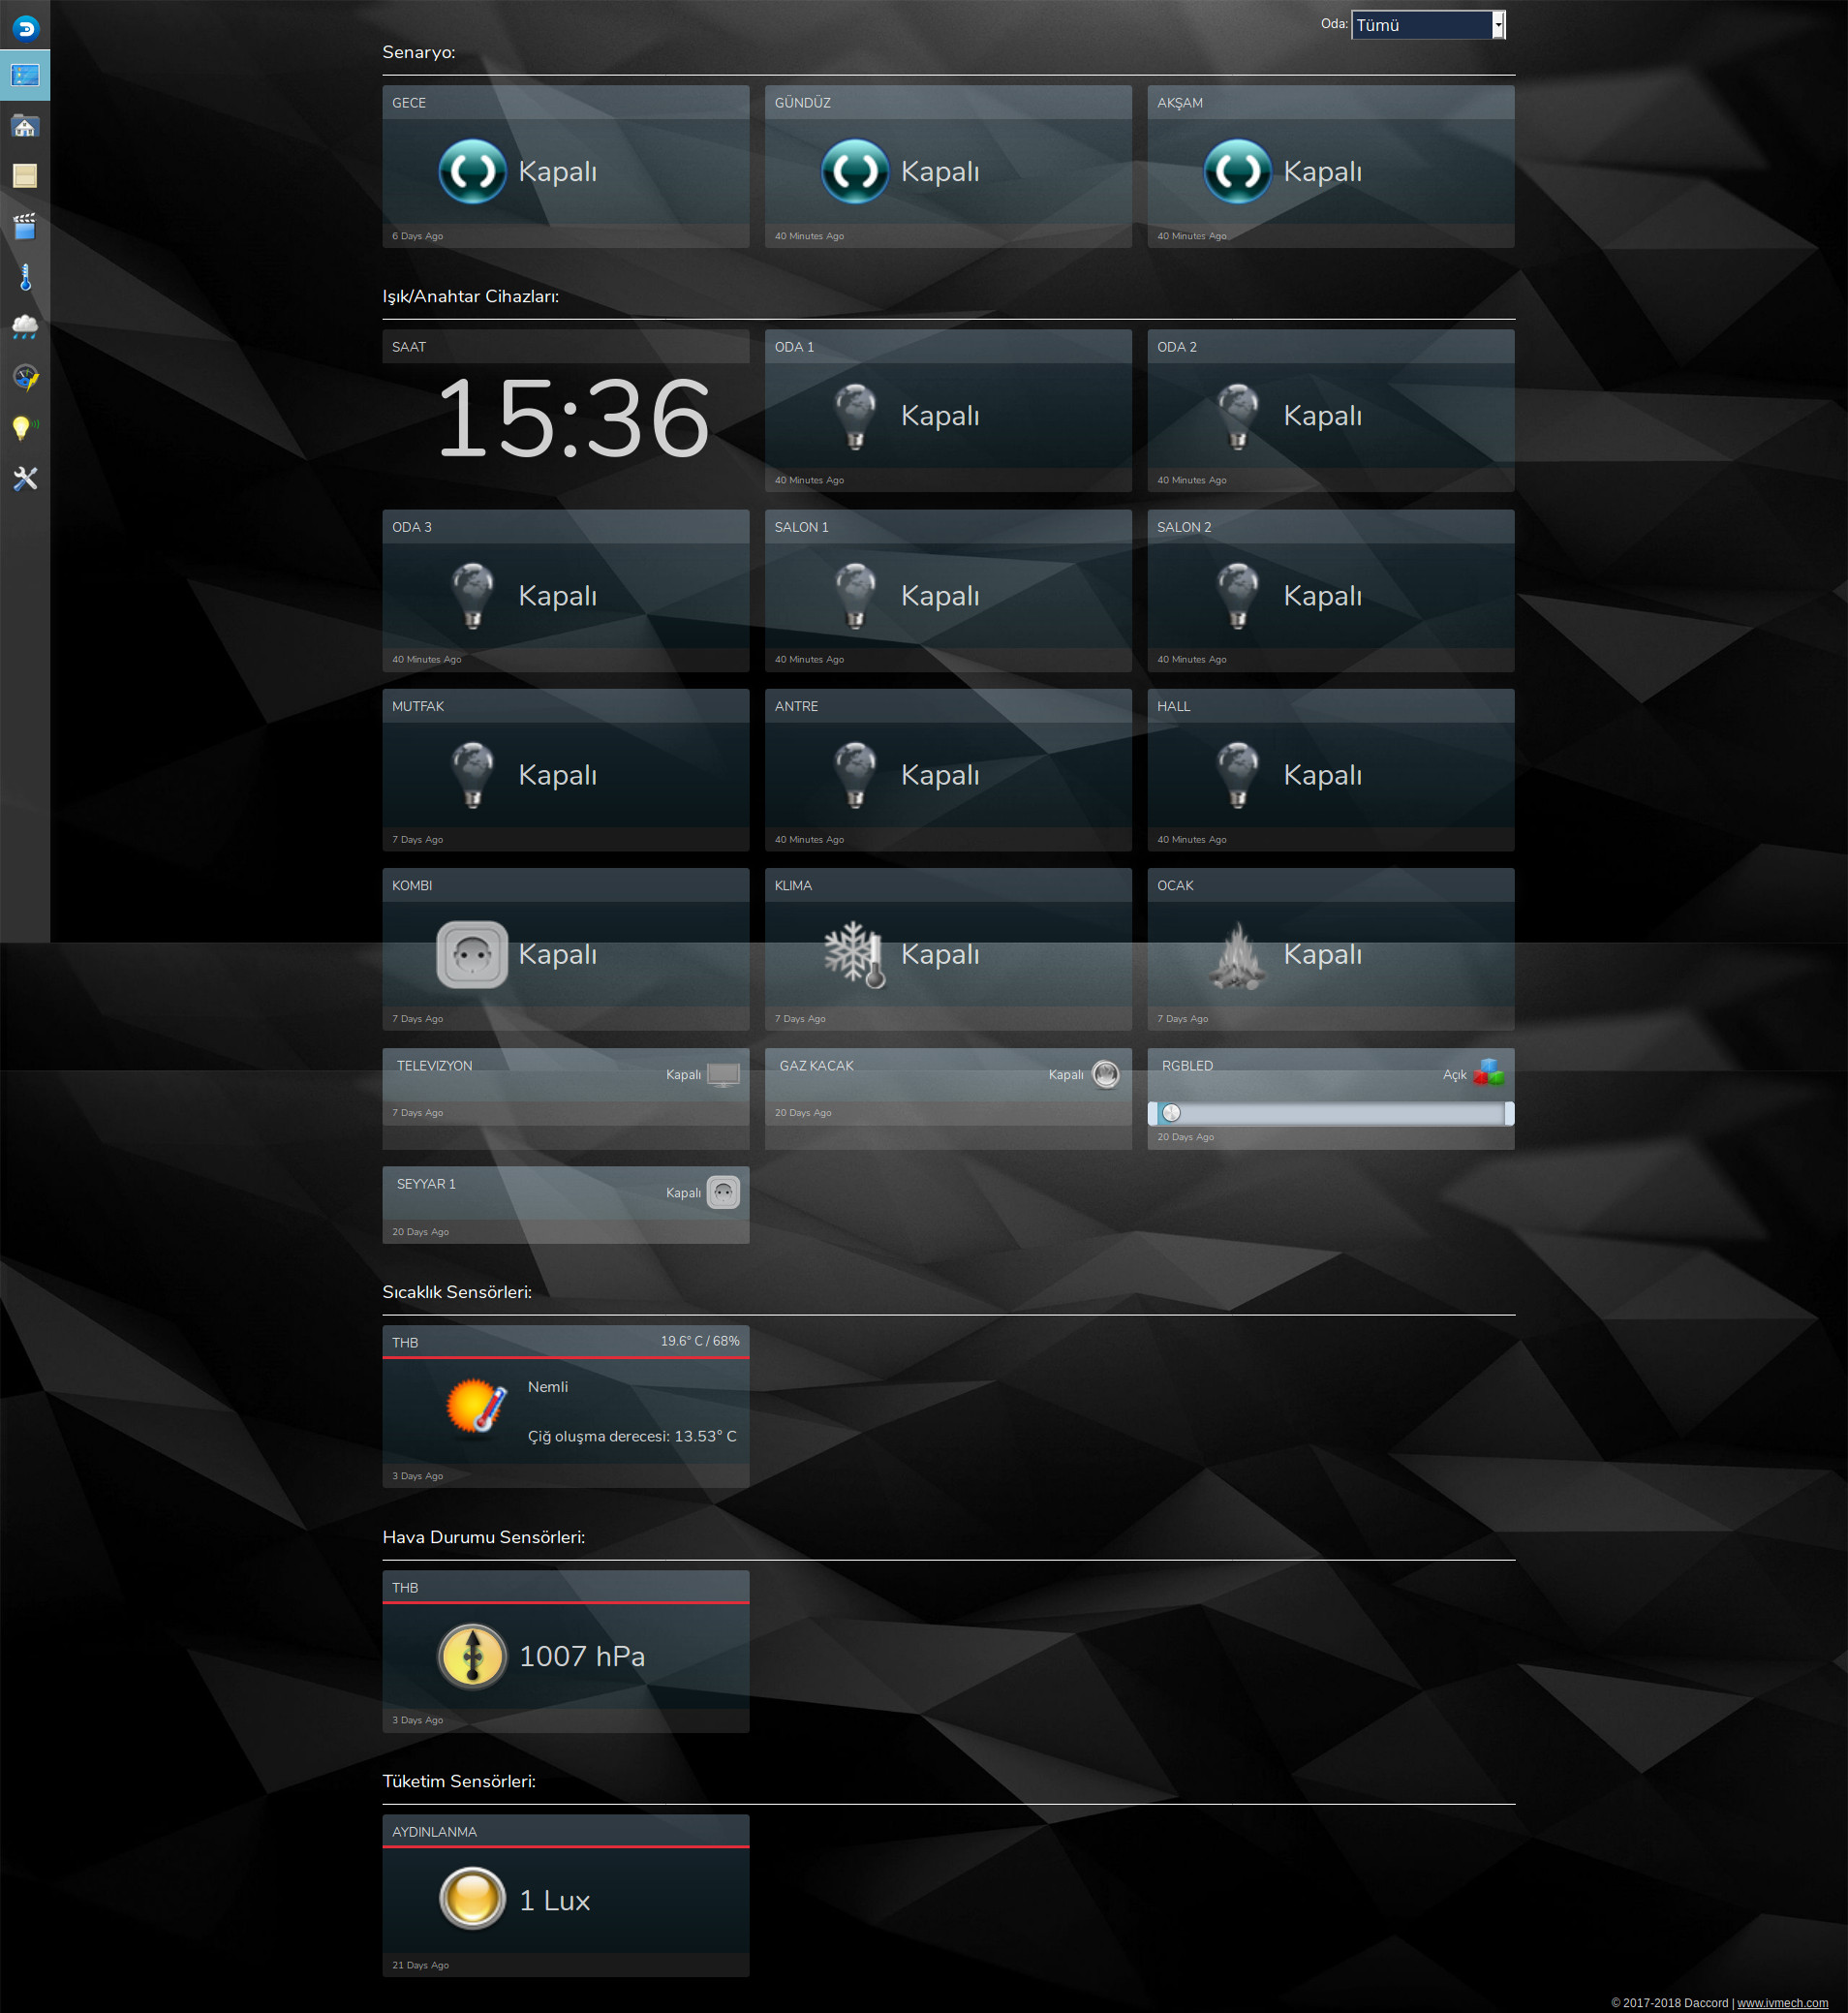 Oda: Tümü
Senaryo:
GECE
Kapalı
6 Days Ago
GÜNDÜZ
Kapalı
40 Minutes Ago
AKŞAM
Kapalı
40 Minutes Ago
Işık/Anahtar Cihazları:
SAAT
15:36
ODA 1
Kapalı
40 Minutes Ago
ODA 2
Kapalı
40 Minutes Ago
ODA 3
Kapalı
40 Minutes Ago
SALON 1
Kapalı
40 Minutes Ago
SALON 2
Kapalı
40 Minutes Ago
MUTFAK
Kapalı
7 Days Ago
ANTRE
Kapalı
40 Minutes Ago
HALL
Kapalı
40 Minutes Ago
KOMBI
Kapalı
7 Days Ago
KLIMA
Kapalı
7 Days Ago
OCAK
Kapalı
7 Days Ago
TELEVIZYON
Kapalı
7 Days Ago
GAZ KACAK
Kapalı
20 Days Ago
RGBLED
Açık
20 Days Ago
SEYYAR 1
Kapalı
20 Days Ago
Sıcaklık Sensörleri:
THB
19.6° C / 68%
Nemli
Çiğ oluşma derecesi: 13.53° C
3 Days Ago
Hava Durumu Sensörleri:
THB
1007 hPa
3 Days Ago
Tüketim Sensörleri:
AYDINLANMA
1 Lux
21 Days Ago
© 2017-2018 Daccord | www.ivmech.com